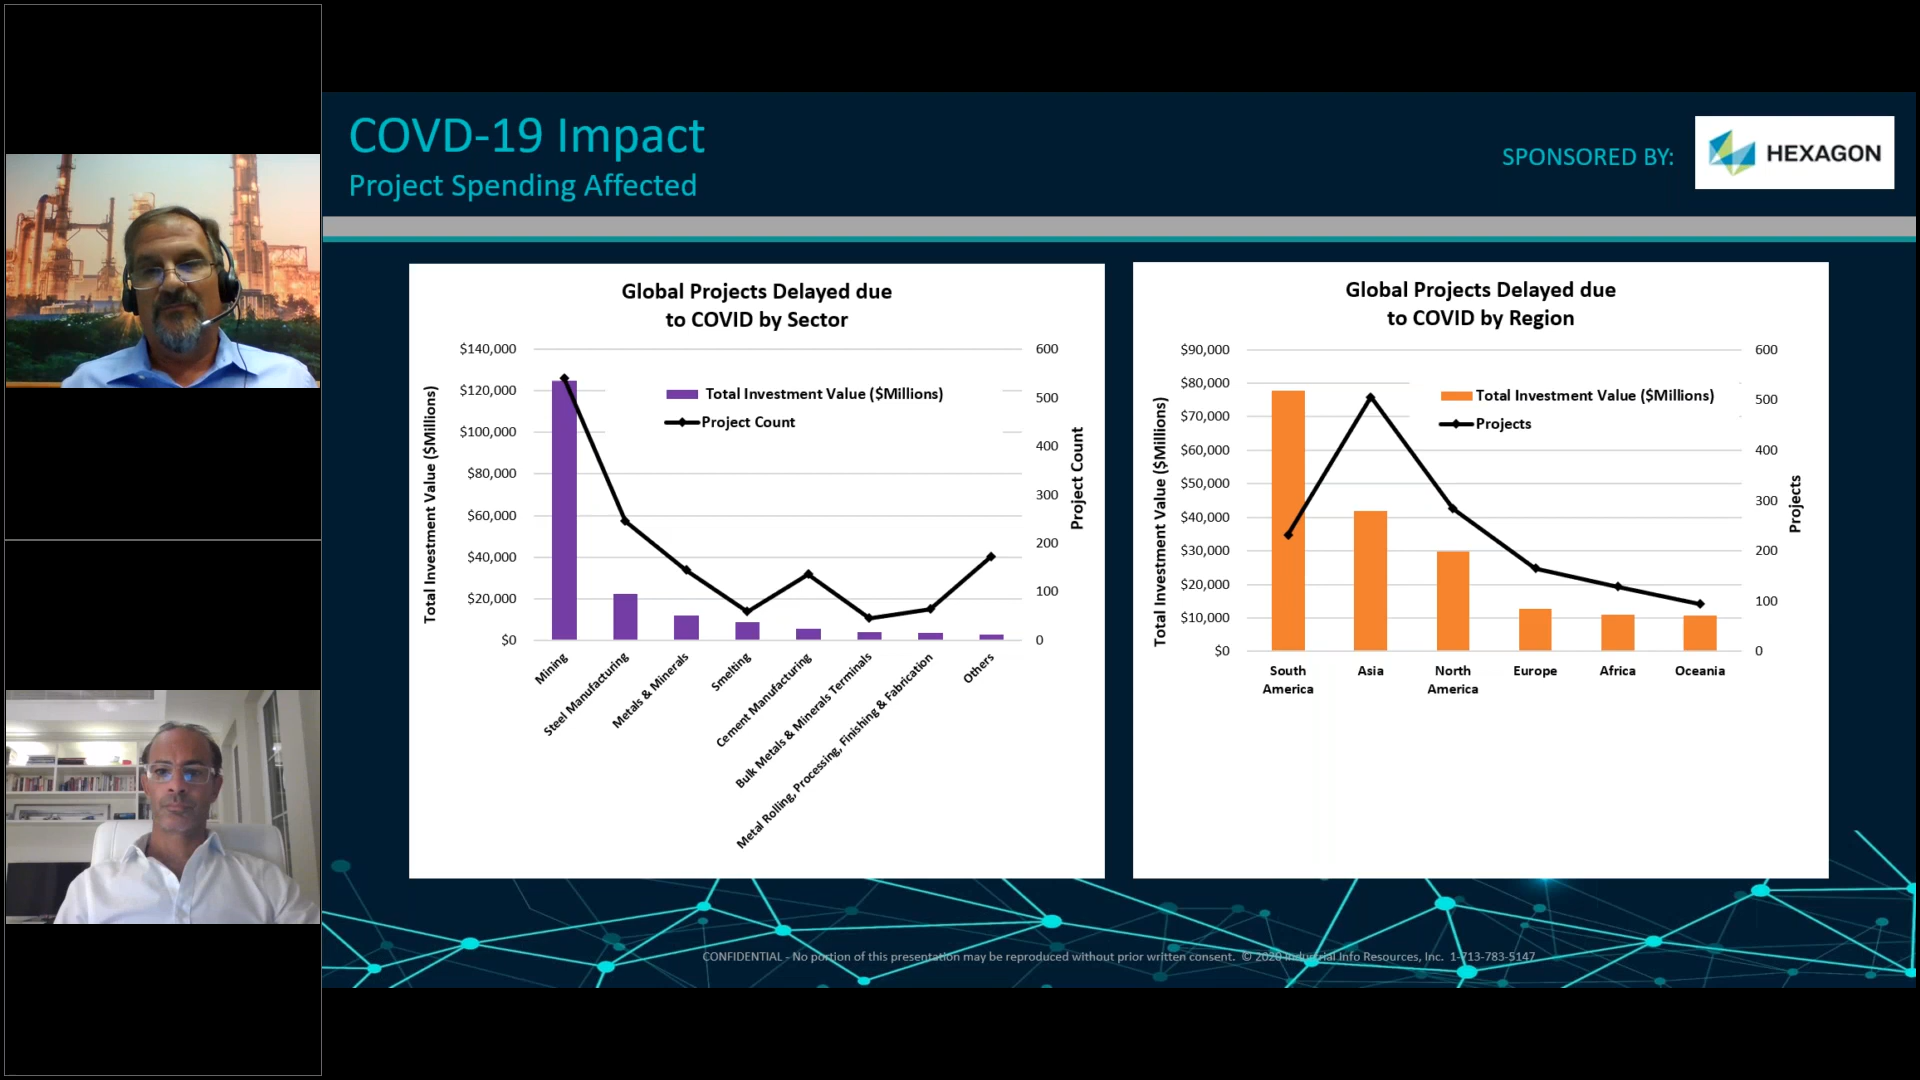 COVD-19 Impact
Project Spending Affected
SPONSORED BY:
HEXAGON
Global Projects Delayed due
to COVID by Sector
Total Investment Value ($Millions)
$140,000
$120,000
$100,000
$80,000
$60,000
$40,000
$20,000
$0
Total Investment Value ($Millions)
Project Count
600
500
400
300
200
100
0
Project Count
Mining
Steel Manufacturing
Metals & Minerals
Smelting
Cement Manufacturing
Bulk Metals & Minerals Terminals
Metal Rolling, Processing, Finishing & Fabrication
Others
Global Projects Delayed due
to COVID by Region
Total Investment Value ($Millions)
$90,000
$80,000
$70,000
$60,000
$50,000
$40,000
$30,000
$20,000
$10,000
$0
Total Investment Value ($Millions)
Projects
600
500
400
300
200
100
0
Projects
South
America
Asia
North
America
Europe
Africa
Oceania
CONFIDENTIAL - No portion of this presentation may be reproduced without prior written consent. © 2020 Industrial Info Resources, Inc. 1-713-783-5147